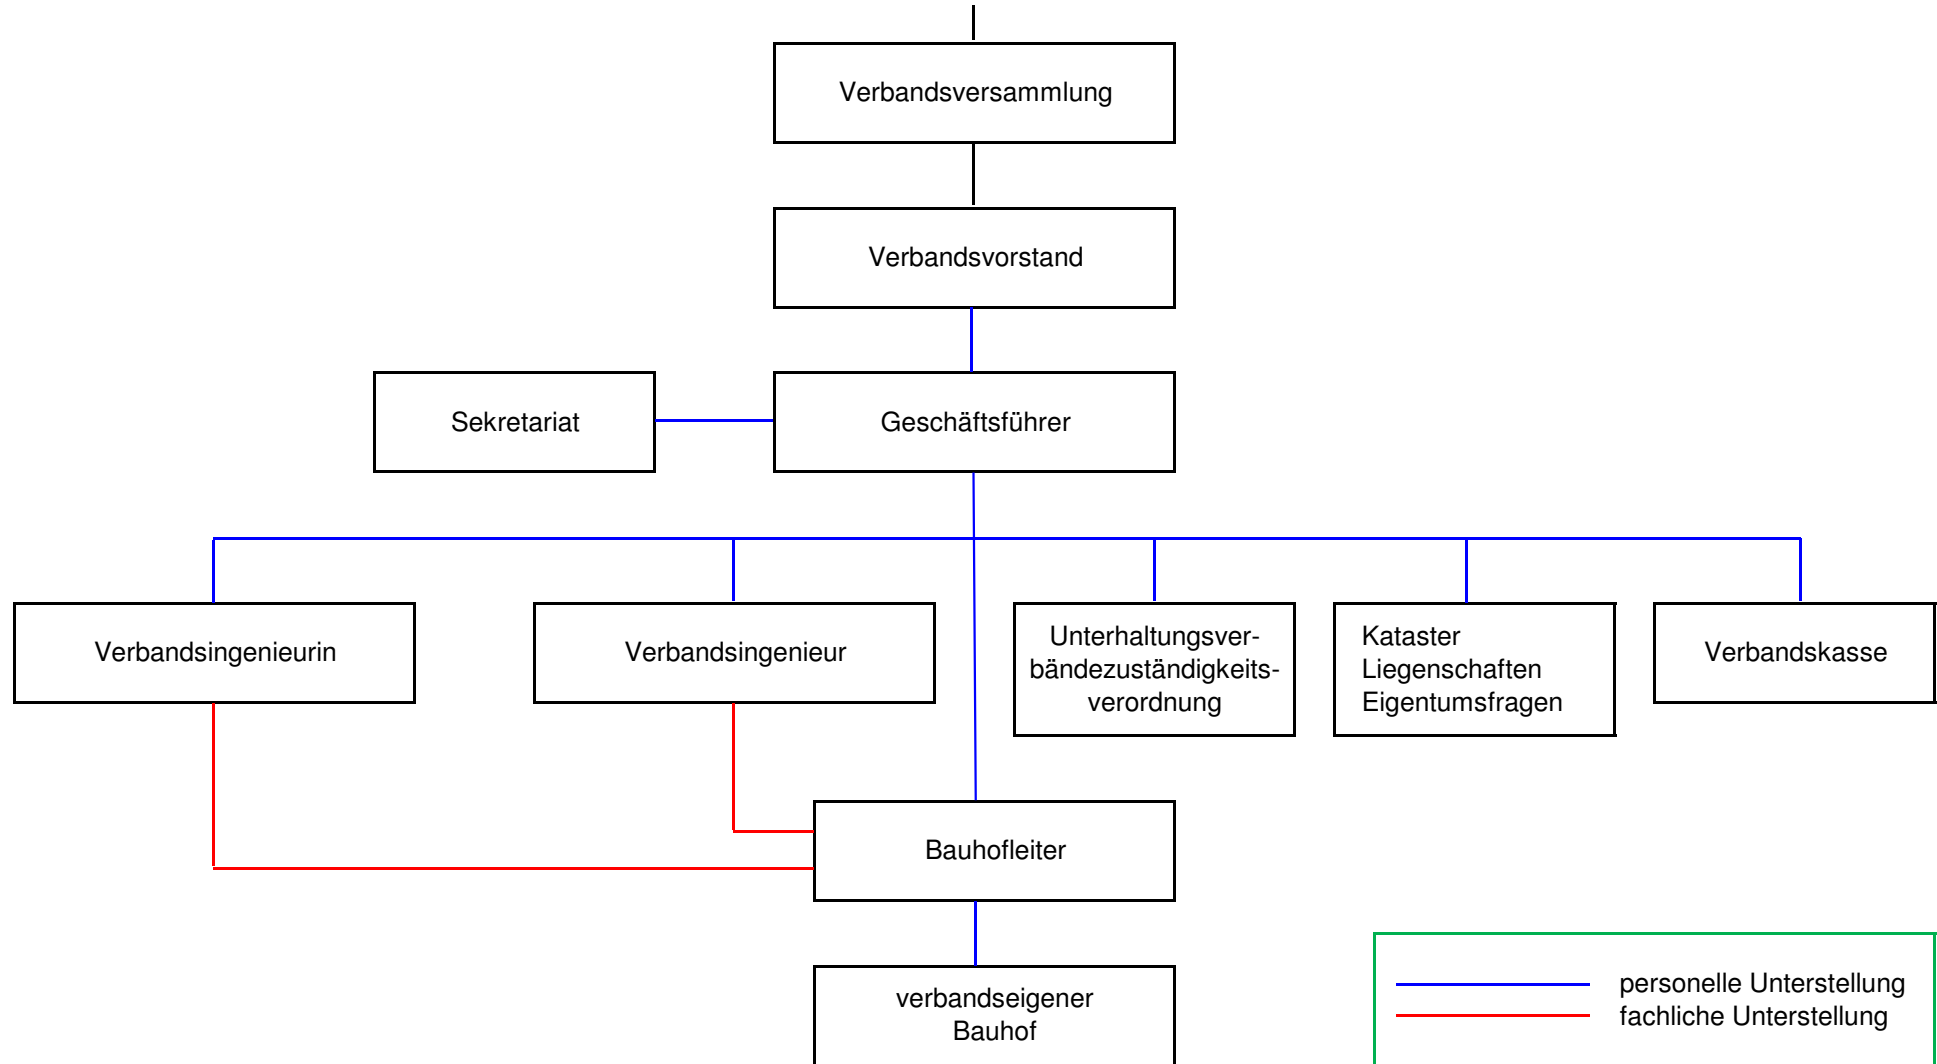 Verbandsversammlung
Verbandsvorstand
Sekretariat
Geschäftsführer
Verbandsingenieurin
Verbandsingenieur
Unterhaltungsver-
bändezuständigkeits-
verordnung
Kataster
Liegenschaften
Eigentumsfragen
Verbandskasse
Bauhofleiter
verbandseigener
Bauhof
personelle Unterstellung
fachliche Unterstellung